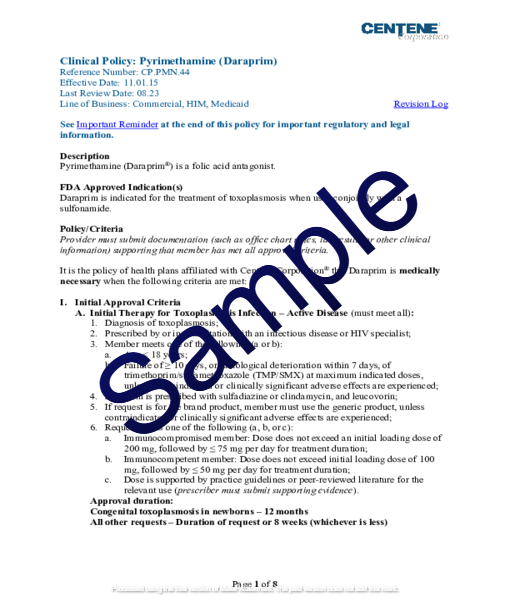 CENTENE
Corporation
Clinical Policy: Pyrimethamine (Daraprim)
Reference Number: CP.PMN.44
Effective Date: 11.01.15
Last Review Date: 08.23
Line of Business: Commercial, HIM, Medicaid Revision Log
See Important Reminder at the end of this policy for important regulatory and legal
information.
Description
Pyrimethamine (Daraprim®) is a folic acid antagonist.
FDA Approved Indication(s)
Daraprim is indicated for the treatment of toxoplasmosis when used conjointly with a
sulfonamide.
Policy/Criteria
Provider must submit documentation (such as office chart notes, lab results or other clinical
information) supporting that member has met all approval criteria.
It is the policy of health plans affiliated with Centene Corporation® that Daraprim is medically
necessary when the following criteria are met:
I. Initial Approval Criteria
A. Initial Therapy for Toxoplasmosis Infection – Active Disease (must meet all):
1. Diagnosis of toxoplasmosis;
2. Prescribed by or in consultation with an infectious disease or HIV specialist;
3. Member meets one of the following (a or b):
a. Age < 18 years;
b. Failure of ≥ 10 days, or neurological deterioration within 7 days, of
trimethoprim/sulfamethoxazole (TMP/SMX) at maximum indicated doses,
unless contraindicated or clinically significant adverse effects are experienced;
4. Daraprim is prescribed with sulfadiazine or clindamycin, and leucovorin;
5. If request is for the brand product, member must use the generic product, unless
contraindicated or clinically significant adverse effects are experienced;
6. Request meets one of the following (a, b, or c):
a. Immunocompromised member: Dose does not exceed an initial loading dose of
200 mg, followed by ≤ 75 mg per day for treatment duration;
b. Immunocompetent member: Dose does not exceed initial loading dose of 100
mg, followed by ≤ 50 mg per day for treatment duration;
c. Dose is supported by practice guidelines or peer-reviewed literature for the
relevant use (prescriber must submit supporting evidence).
Approval duration:
Congenital toxoplasmosis in newborns – 12 months
All other requests – Duration of request or 8 weeks (whichever is less)
Sample
Page 1 of 8